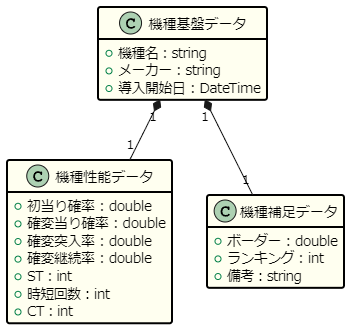 C 機種基盤データ
機種名：string
メーカー：string
導入開始日：DateTime
1
1
1
1
C 機種性能データ
初当り確率：double
確変当り確率：double
確変突入率：double
確変継続率：double
ST：int
時短回数：int
CT：int
C 機種補足データ
ボーダー：double
ランキング：int
備考：string